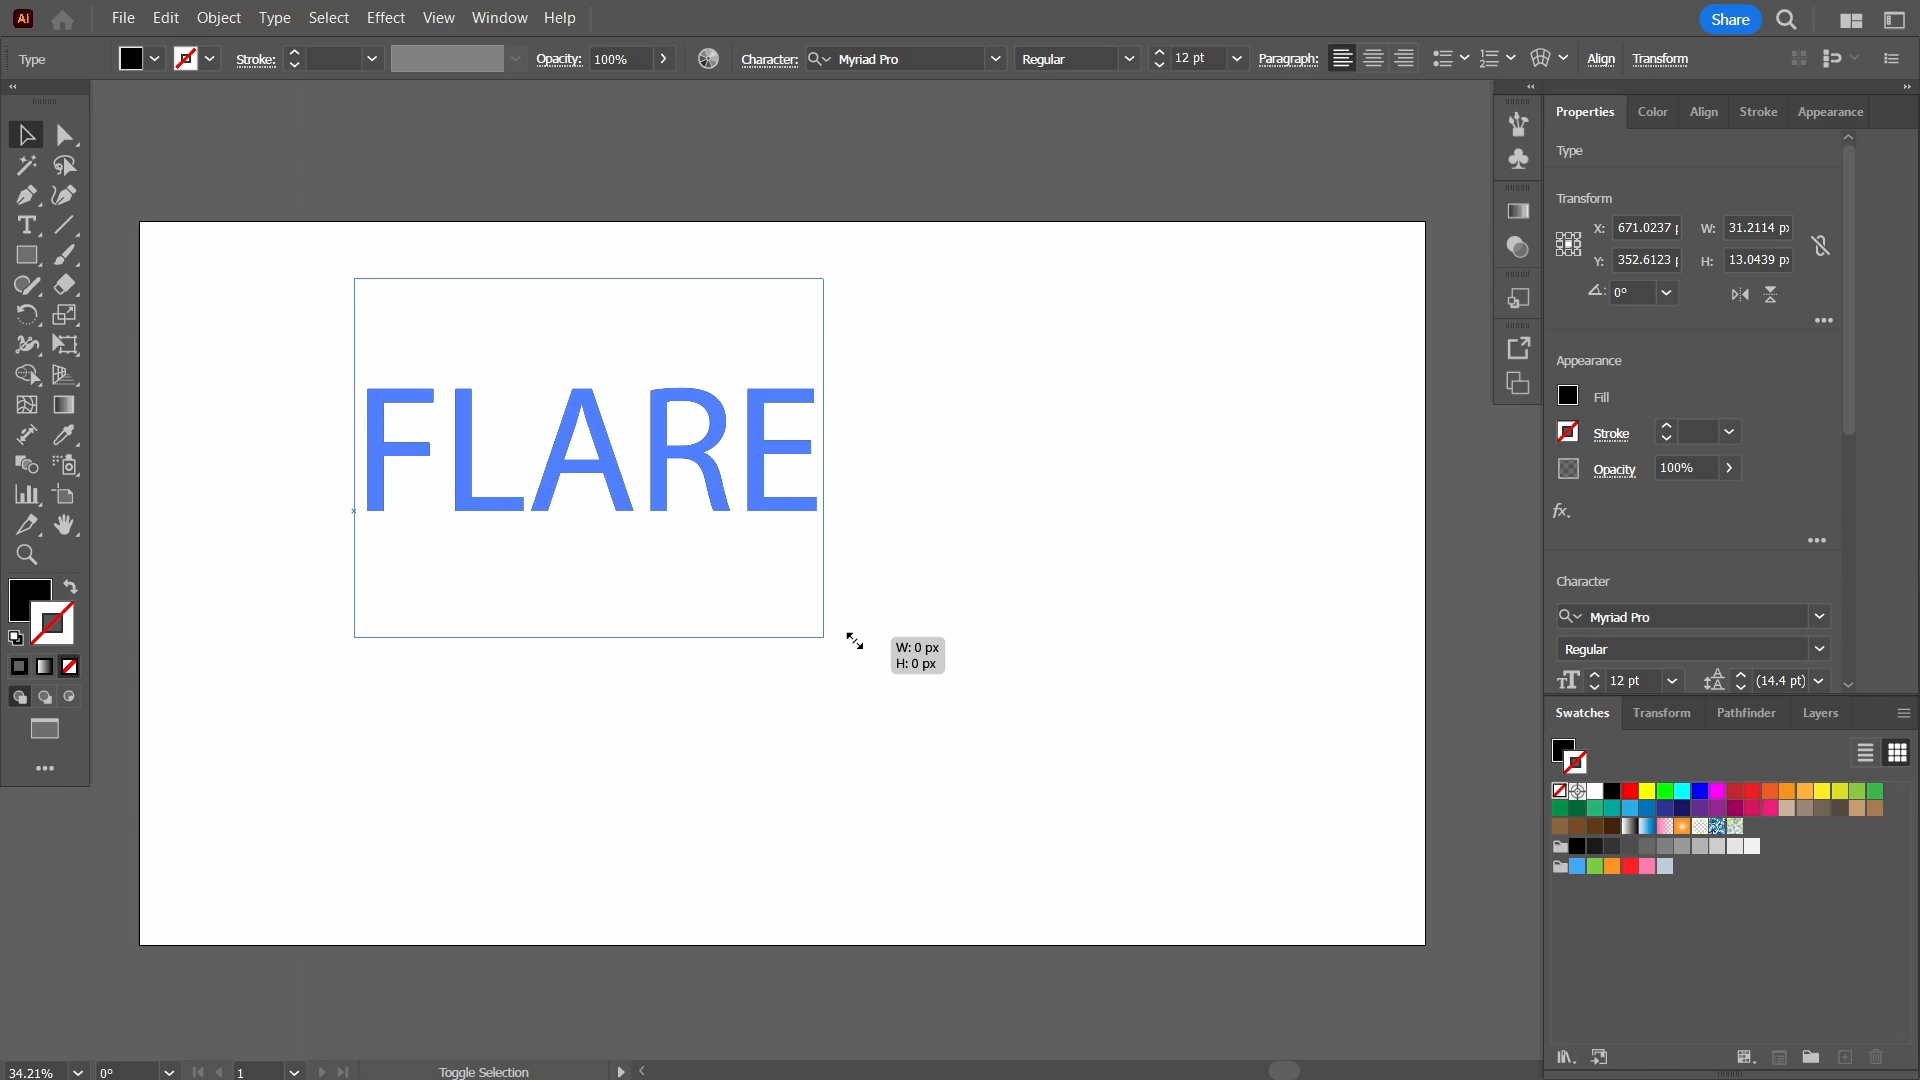 Ai File Edit Object Type Select Effect View Window Help Share
Type Stroke: Opacity: 100% Character: Myriad Pro Regular 12 pt Paragraph: Align Transform
Properties Color Align Stroke Appearance
Type
Transform
X: 671.0237 W: 31.2114 px
Y: 352.6123 H: 13.0439 px
0°
Appearance
Fill
Stroke
Opacity 100%
fx.
Character
Myriad Pro
Regular
12 pt (14.4 pt)
FLARE
W: 0 px
H: 0 px
Swatches Transform Pathfinder Layers
34.21% 0° 1 Toggle Selection